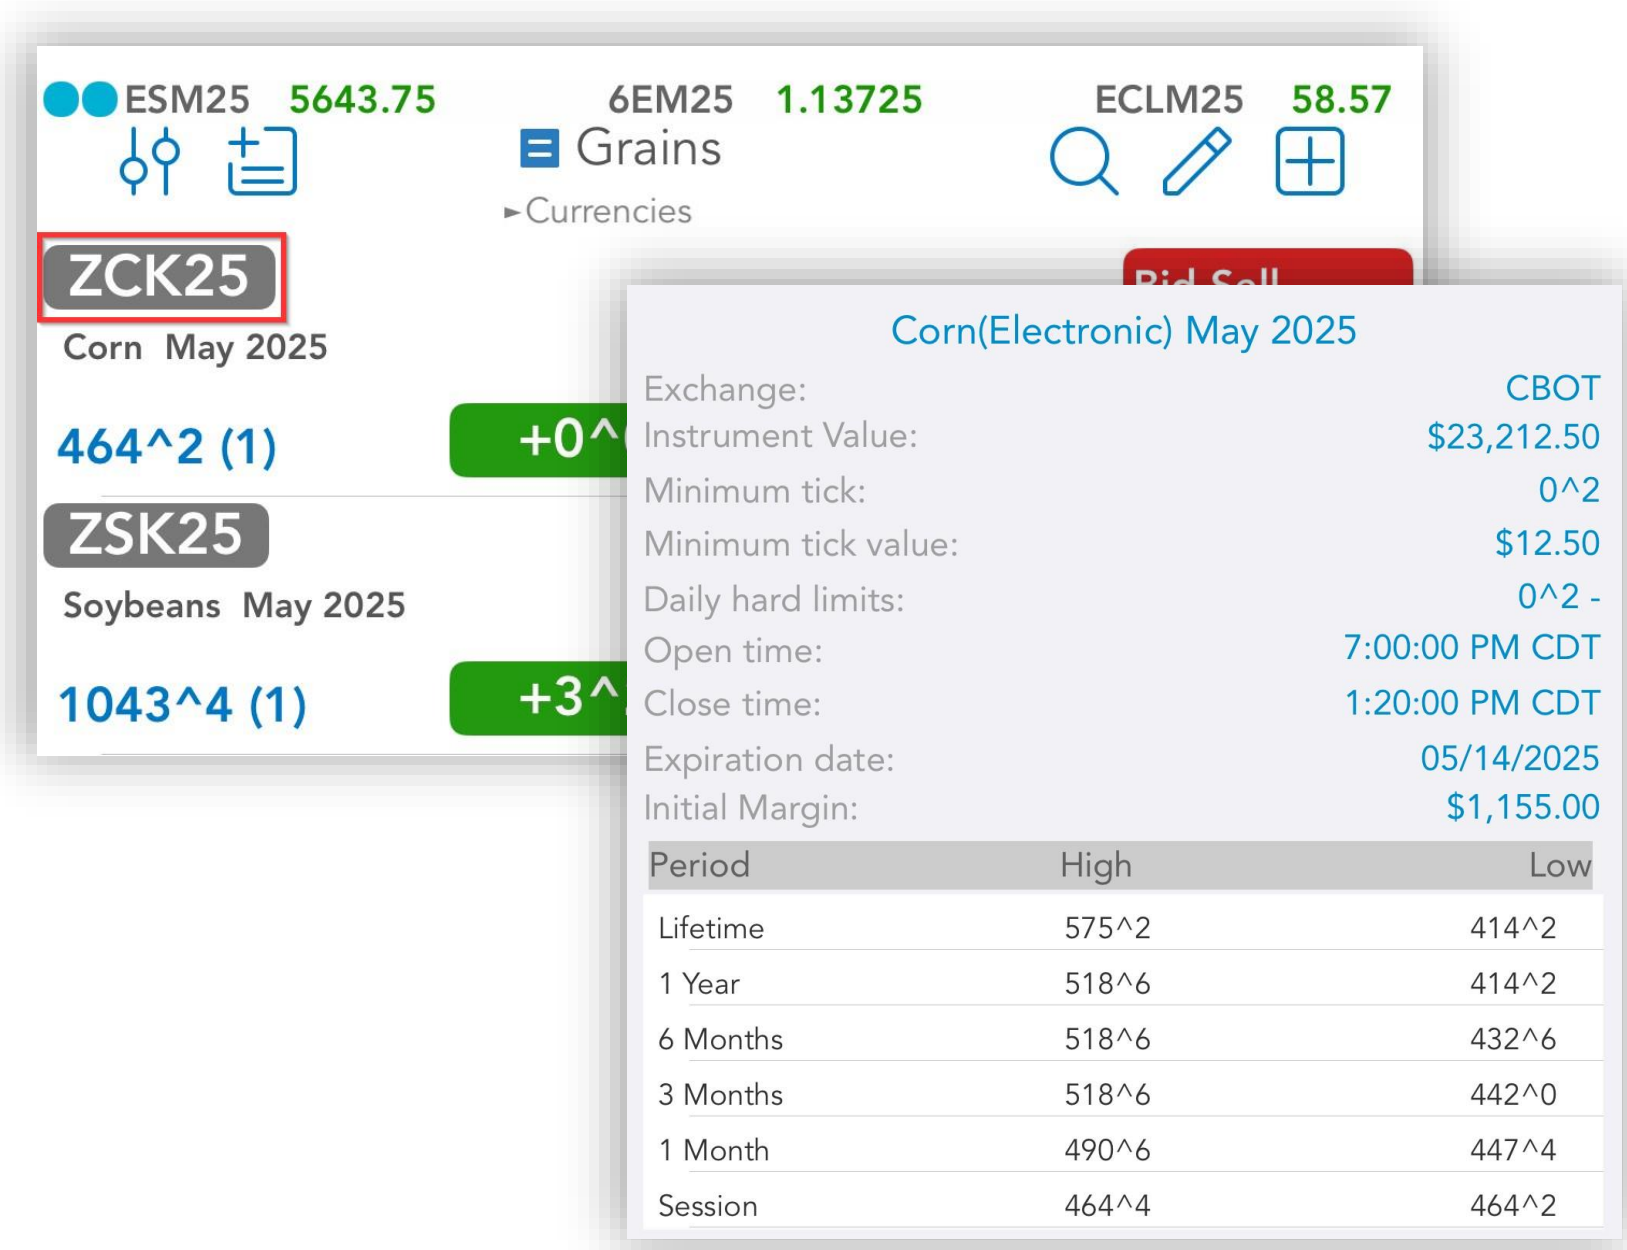 ESM25 5643.75 6EM25 1.13725 ECLM25 58.57
Grains
►Currencies
ZCK25
Bid Sell
Corn May 2025
464^2 (1) +0^
ZSK25
Soybeans May 2025
1043^4 (1) +3^
Corn(Electronic) May 2025
Exchange: CBOT
Instrument Value: $23,212.50
Minimum tick: 0^2
Minimum tick value: $12.50
Daily hard limits: 0^2 -
Open time: 7:00:00 PM CDT
Close time: 1:20:00 PM CDT
Expiration date: 05/14/2025
Initial Margin: $1,155.00
Period High Low
Lifetime 575^2 414^2
1 Year 518^6 414^2
6 Months 518^6 432^6
3 Months 518^6 442^0
1 Month 490^6 447^4
Session 464^4 464^2